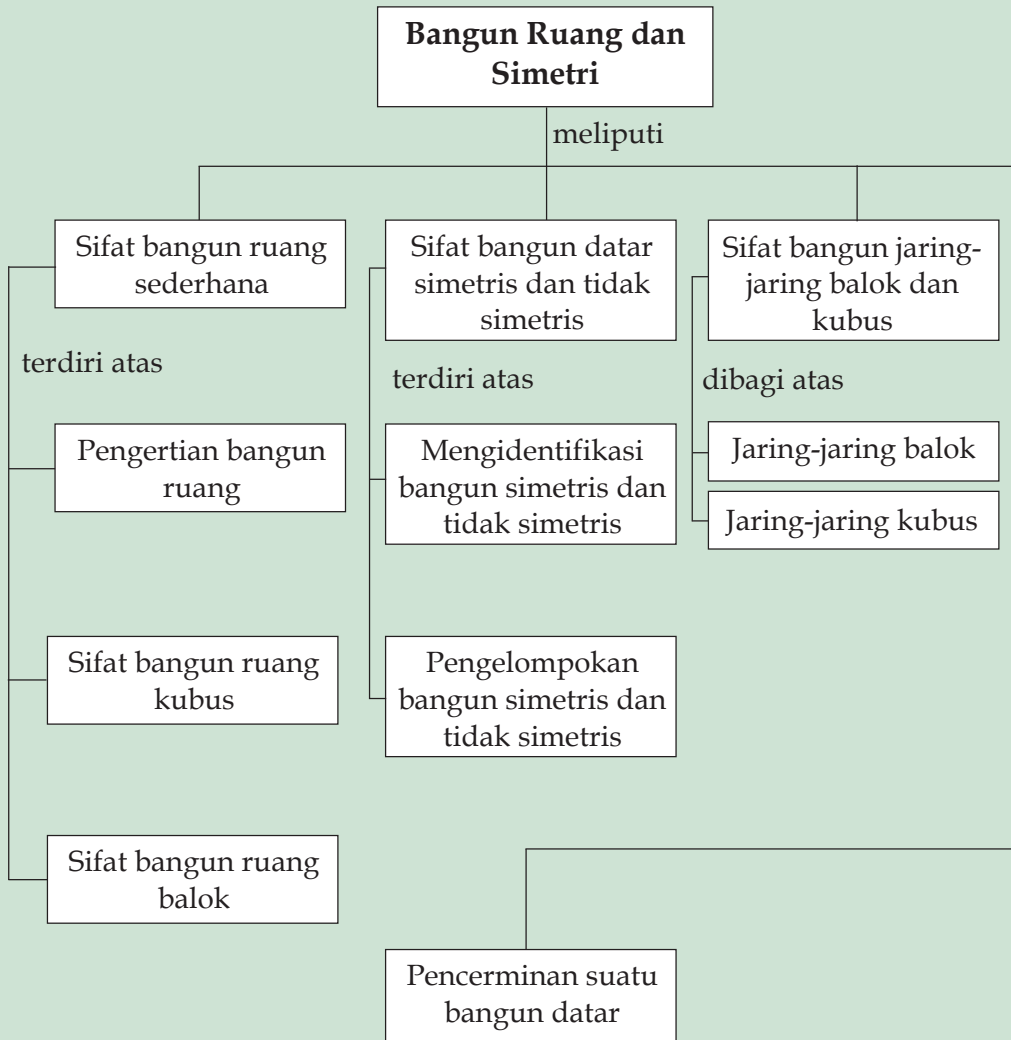 Bangun Ruang dan
Simetri
meliputi
Sifat bangun ruang
sederhana
terdiri atas
Pengertian bangun
ruang
Sifat bangun ruang
kubus
Sifat bangun ruang
balok
Sifat bangun datar
simetris dan tidak
simetris
terdiri atas
Mengidentifikasi
bangun simetris dan
tidak simetris
Pengelompokan
bangun simetris dan
tidak simetris
Sifat bangun jaring-
jaring balok dan
kubus
dibagi atas
Jaring-jaring balok
Jaring-jaring kubus
Pencerminan suatu
bangun datar